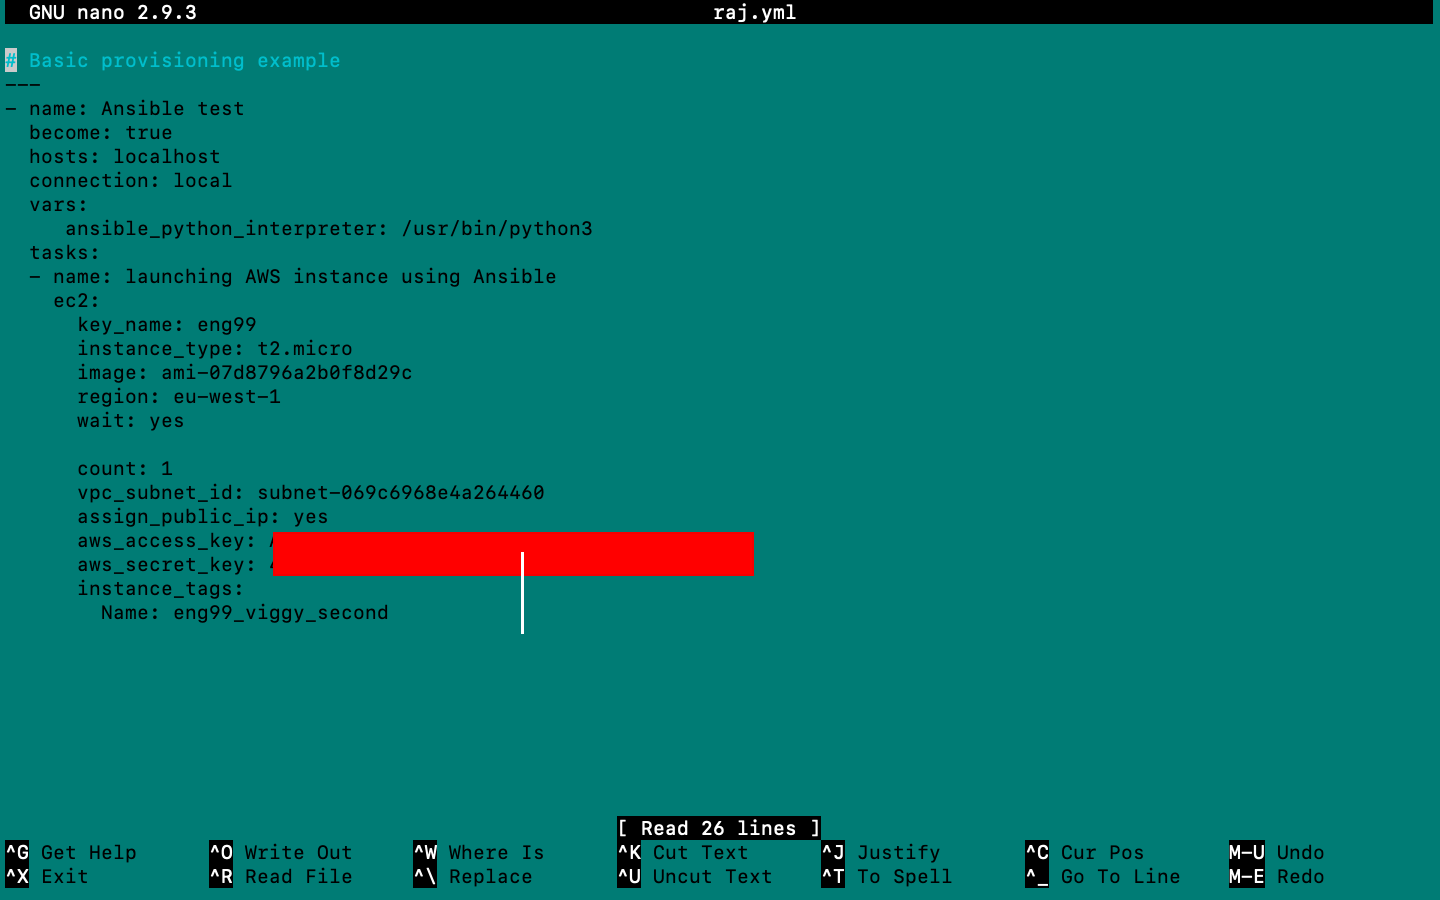 GNU nano 2.9.3 raj.yml
# Basic provisioning example
---
- name: Ansible test
  become: true
  hosts: localhost
  connection: local
  vars:
     ansible_python_interpreter: /usr/bin/python3
  tasks:
  - name: launching AWS instance using Ansible
    ec2:
      key_name: eng99
      instance_type: t2.micro
      image: ami-07d8796a2b0f8d29c
      region: eu-west-1
      wait: yes
      count: 1
      vpc_subnet_id: subnet-069c6968e4a264460
      assign_public_ip: yes
      aws_access_key:
      aws_secret_key:
      instance_tags:
        Name: eng99_viggy_second
[ Read 26 lines ]
^G Get Help ^O Write Out ^W Where Is ^K Cut Text ^J Justify ^C Cur Pos M-U Undo
^X Exit ^R Read File ^\ Replace ^U Uncut Text ^T To Spell ^_ Go To Line M-E Redo